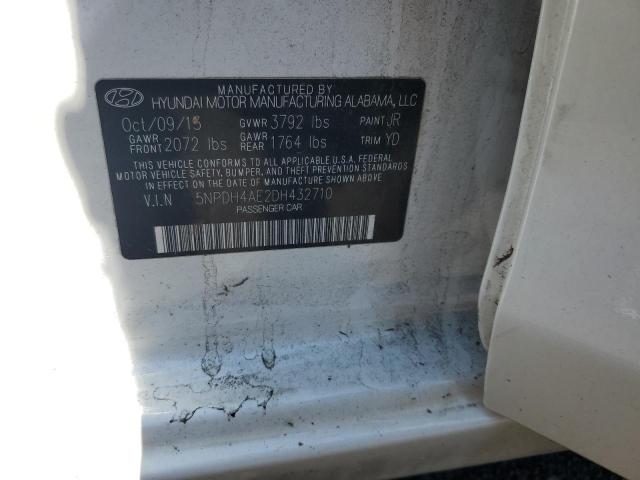 MANUFACTURED BY
HYUNDAI MOTOR MANUFACTURING ALABAMA, LLC
Oct/09/15 GVWR 3792 lbs PAINT JR
GAWR FRONT 2072 lbs GAWR REAR 1764 lbs TRIM YD
THIS VEHICLE CONFORMS TO ALL APPLICABLE U.S.A. FEDERAL
MOTOR VEHICLE SAFETY, BUMPER, AND THEFT PREVENTION
STANDARDS IN EFFECT ON THE DATE OF MANUFACTURE SHOWN ABOVE.
V.I.N 5NPDH4AE2DH432710
PASSENGER CAR